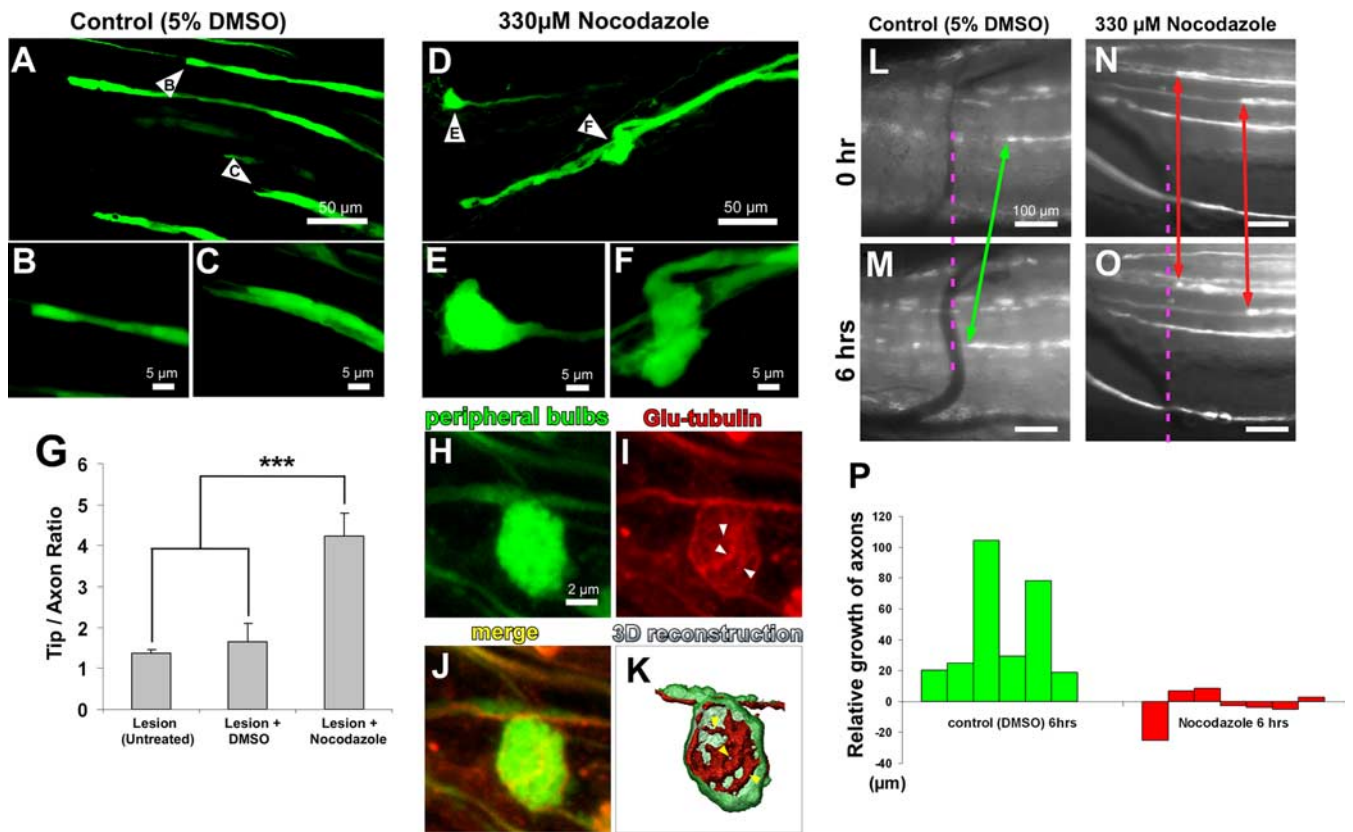 Control (5% DMSO)
A
B
C
50 µm
B
5 µm
C
5 µm
330µM Nocodazole
D
E
F
50 µm
E
5 µm
F
5 µm
G
Tip / Axon Ratio
6
5
4
3
2
1
0
***
Lesion
(Untreated)
Lesion +
DMSO
Lesion +
Nocodazole
peripheral bulbs
H
2 µm
Glu-tubulin
I
merge
J
3D reconstruction
K
Control (5% DMSO)
330 µM Nocodazole
0 hr
L
100 µm
N
6 hrs
M
O
P
Relative growth of axons
(µm)
120
100
80
60
40
20
0
-20
-40
control (DMSO) 6hrs
Nocodazole 6 hrs